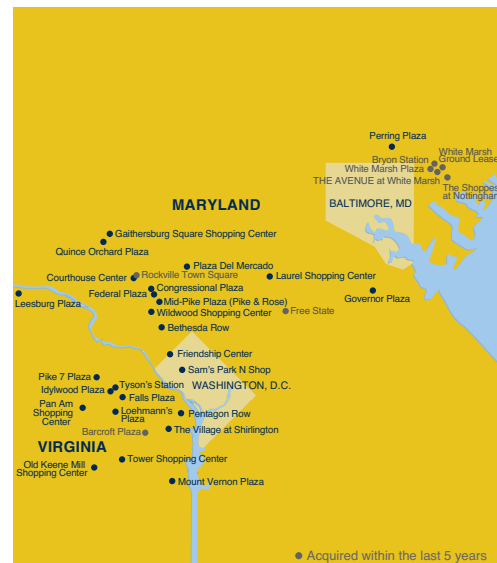 Perring Plaza
White Marsh
Bryon Station
Ground Lease
White Marsh Plaza
THE AVENUE at White Marsh
The Shoppes
at Nottingham
BALTIMORE, MD
MARYLAND
Gaithersburg Square Shopping Center
Quince Orchard Plaza
Plaza Del Mercado
Courthouse Center
Rockville Town Square
Laurel Shopping Center
Congressional Plaza
Federal Plaza
Governor Plaza
Leesburg Plaza
Mid-Pike Plaza (Pike & Rose)
Wildwood Shopping Center
Free State
Bethesda Row
Friendship Center
Sam's Park N Shop
Pike 7 Plaza
Tyson's Station
WASHINGTON, D.C.
Idylwood Plaza
Falls Plaza
Pan Am
Shopping
Center
Loehmann's
Plaza
Pentagon Row
Barcroft Plaza
The Village at Shirlington
VIRGINIA
Old Keene Mill
Shopping Center
Tower Shopping Center
Mount Vernon Plaza
Acquired within the last 5 years